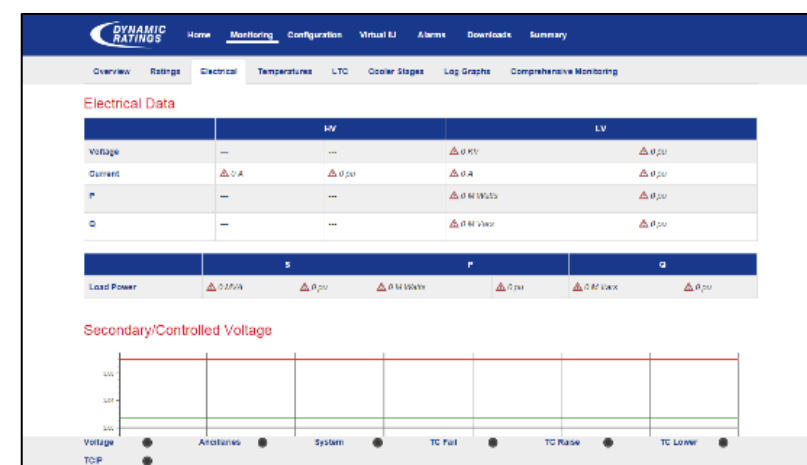 DYNAMIC RATINGS
Home Monitoring Configuration Virtual IU Alarms Downloads Summary
Overview Ratings Electrical Temperatures LTC Cooler Stages Log Graphs Comprehensive Monitoring
Electrical Data
HV LV
Voltage --- --- 0 KV 0 pu
Current 0 A 0 pu 0 A 0 pu
P --- --- 0 M Watts 0 pu
Q --- --- 0 M Vars 0 pu
S P Q
Load Power 0 MVA 0 pu 0 M Watts 0 pu 0 M Vars 0 pu
Secondary/Controlled Voltage
Voltage Ancillaries System TC Fail TC Raise TC Lower
TCIP